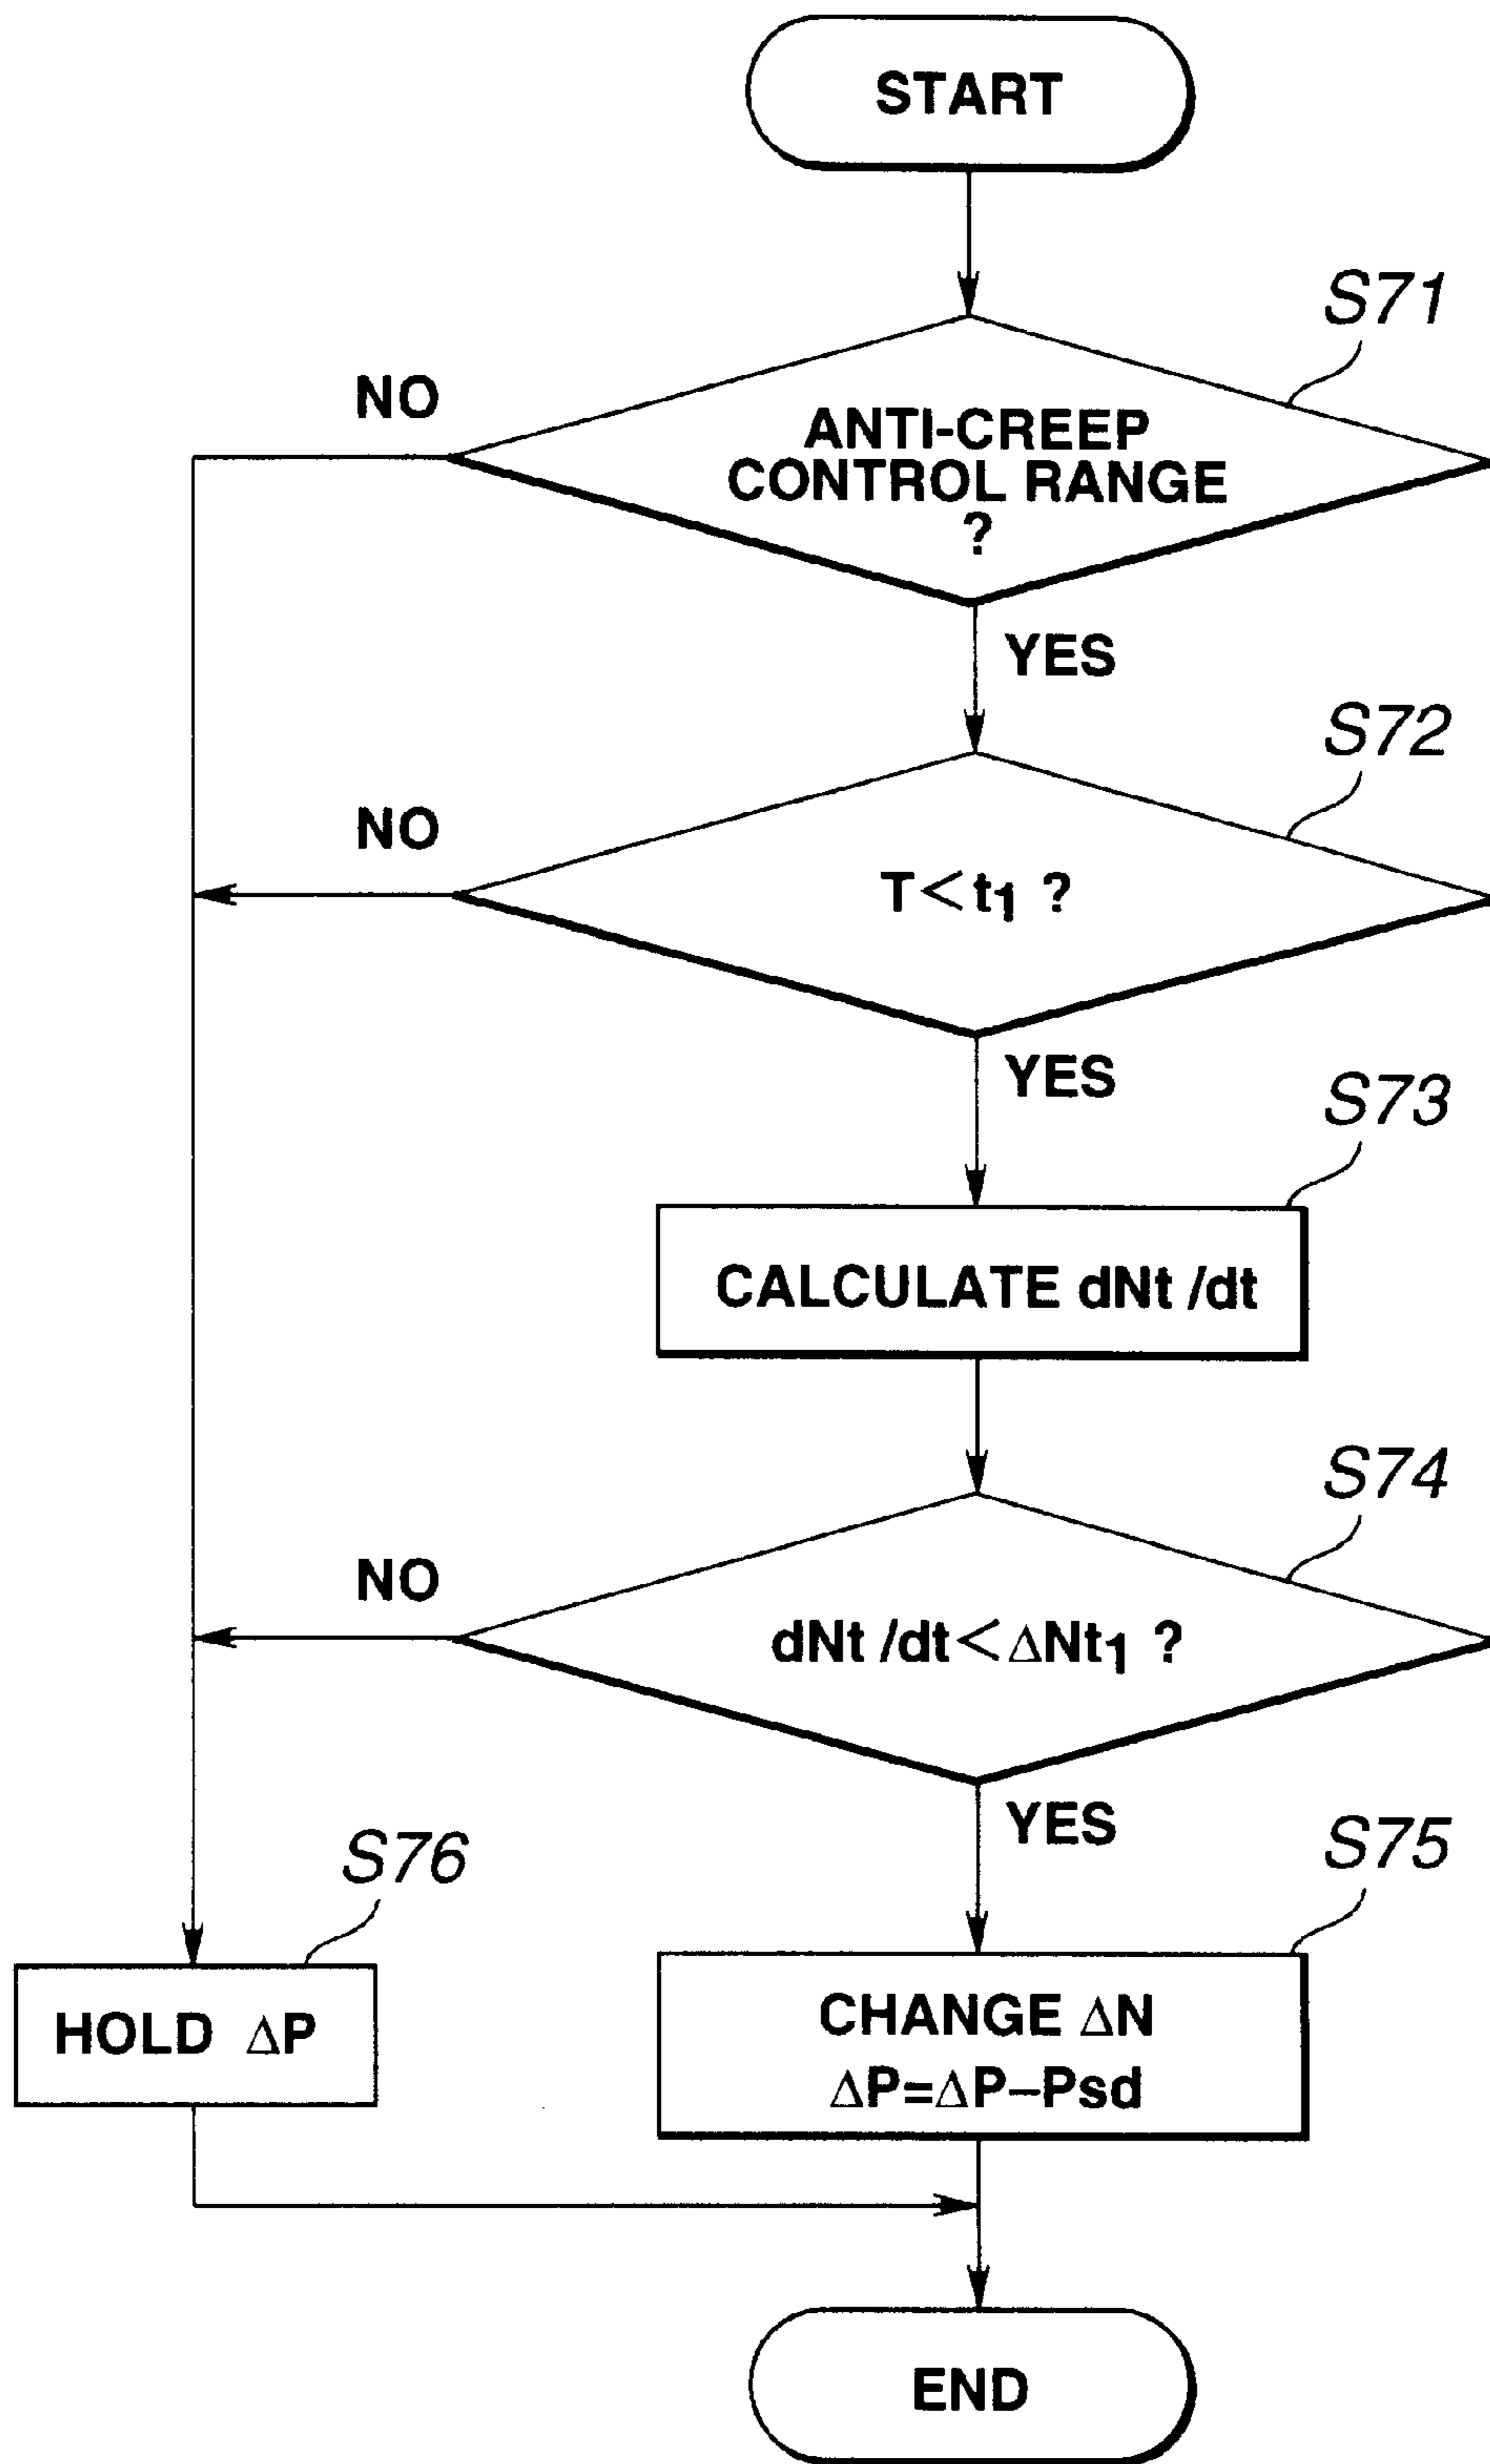 START
S71
NO
ANTI-CREEP
CONTROL RANGE
?
YES
S72
NO
T<t₁ ?
YES
S73
CALCULATE dNt /dt
S74
NO
dNt /dt<ΔNt₁ ?
YES
S76
S75
HOLD ΔP
CHANGE ΔN
ΔP=ΔP–Psd
END